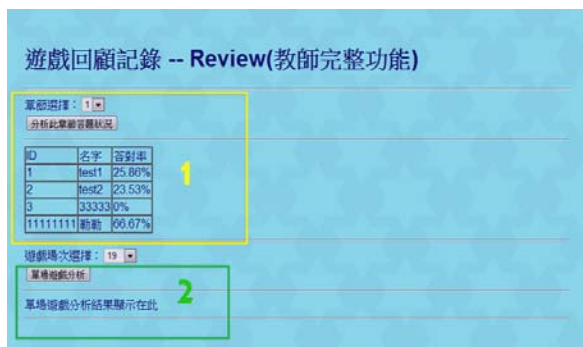 遊戲回顧記錄 -- Review(教師完整功能)
章節選擇： 1
分析此章節答題狀況
ID 名字 答對率
1 test1 25.86%
2 test2 23.53%
3 33333 0%
11111111 勤勤 66.67%
1
遊戲場次選擇： 19
單場遊戲分析
2
單場遊戲分析結果顯示在此